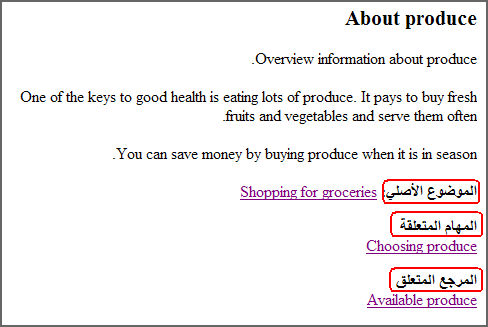 About produce
.Overview information about produce
One of the keys to good health is eating lots of produce. It pays to buy fresh
.fruits and vegetables and serve them often
.You can save money by buying produce when it is in season
الموضوع الأصلي: Shopping for groceries
المهام المتعلقة
Choosing produce
المرجع المتعلق
Available produce